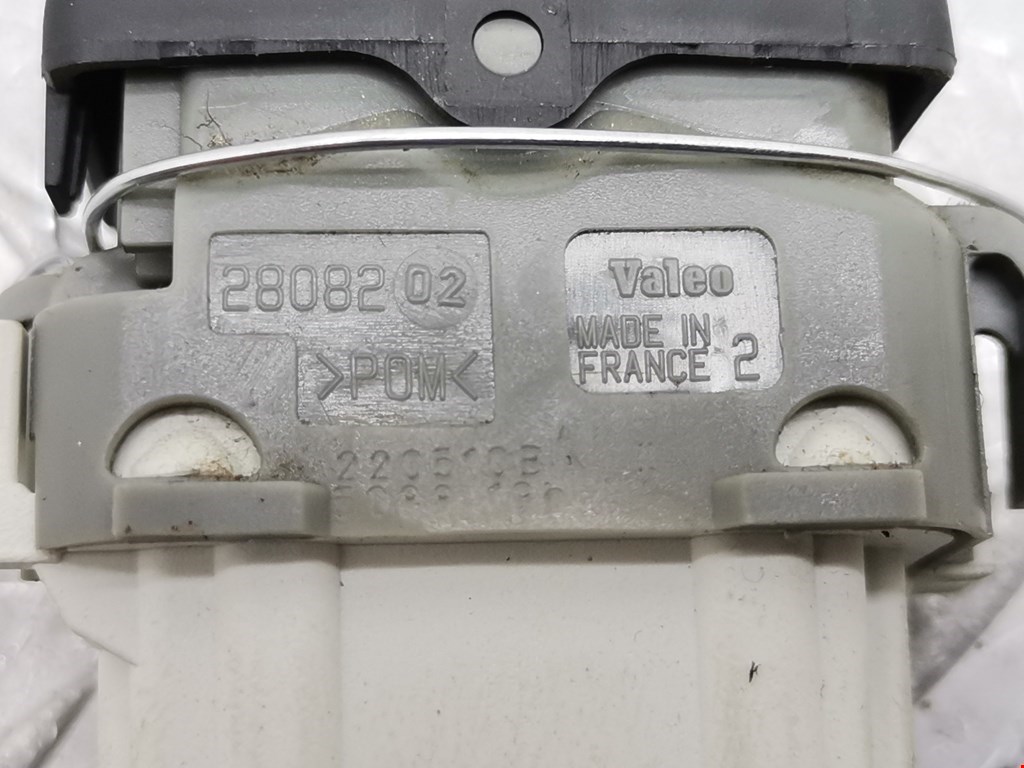 28082 02
>POM<
Valeo
MADE IN
FRANCE 2